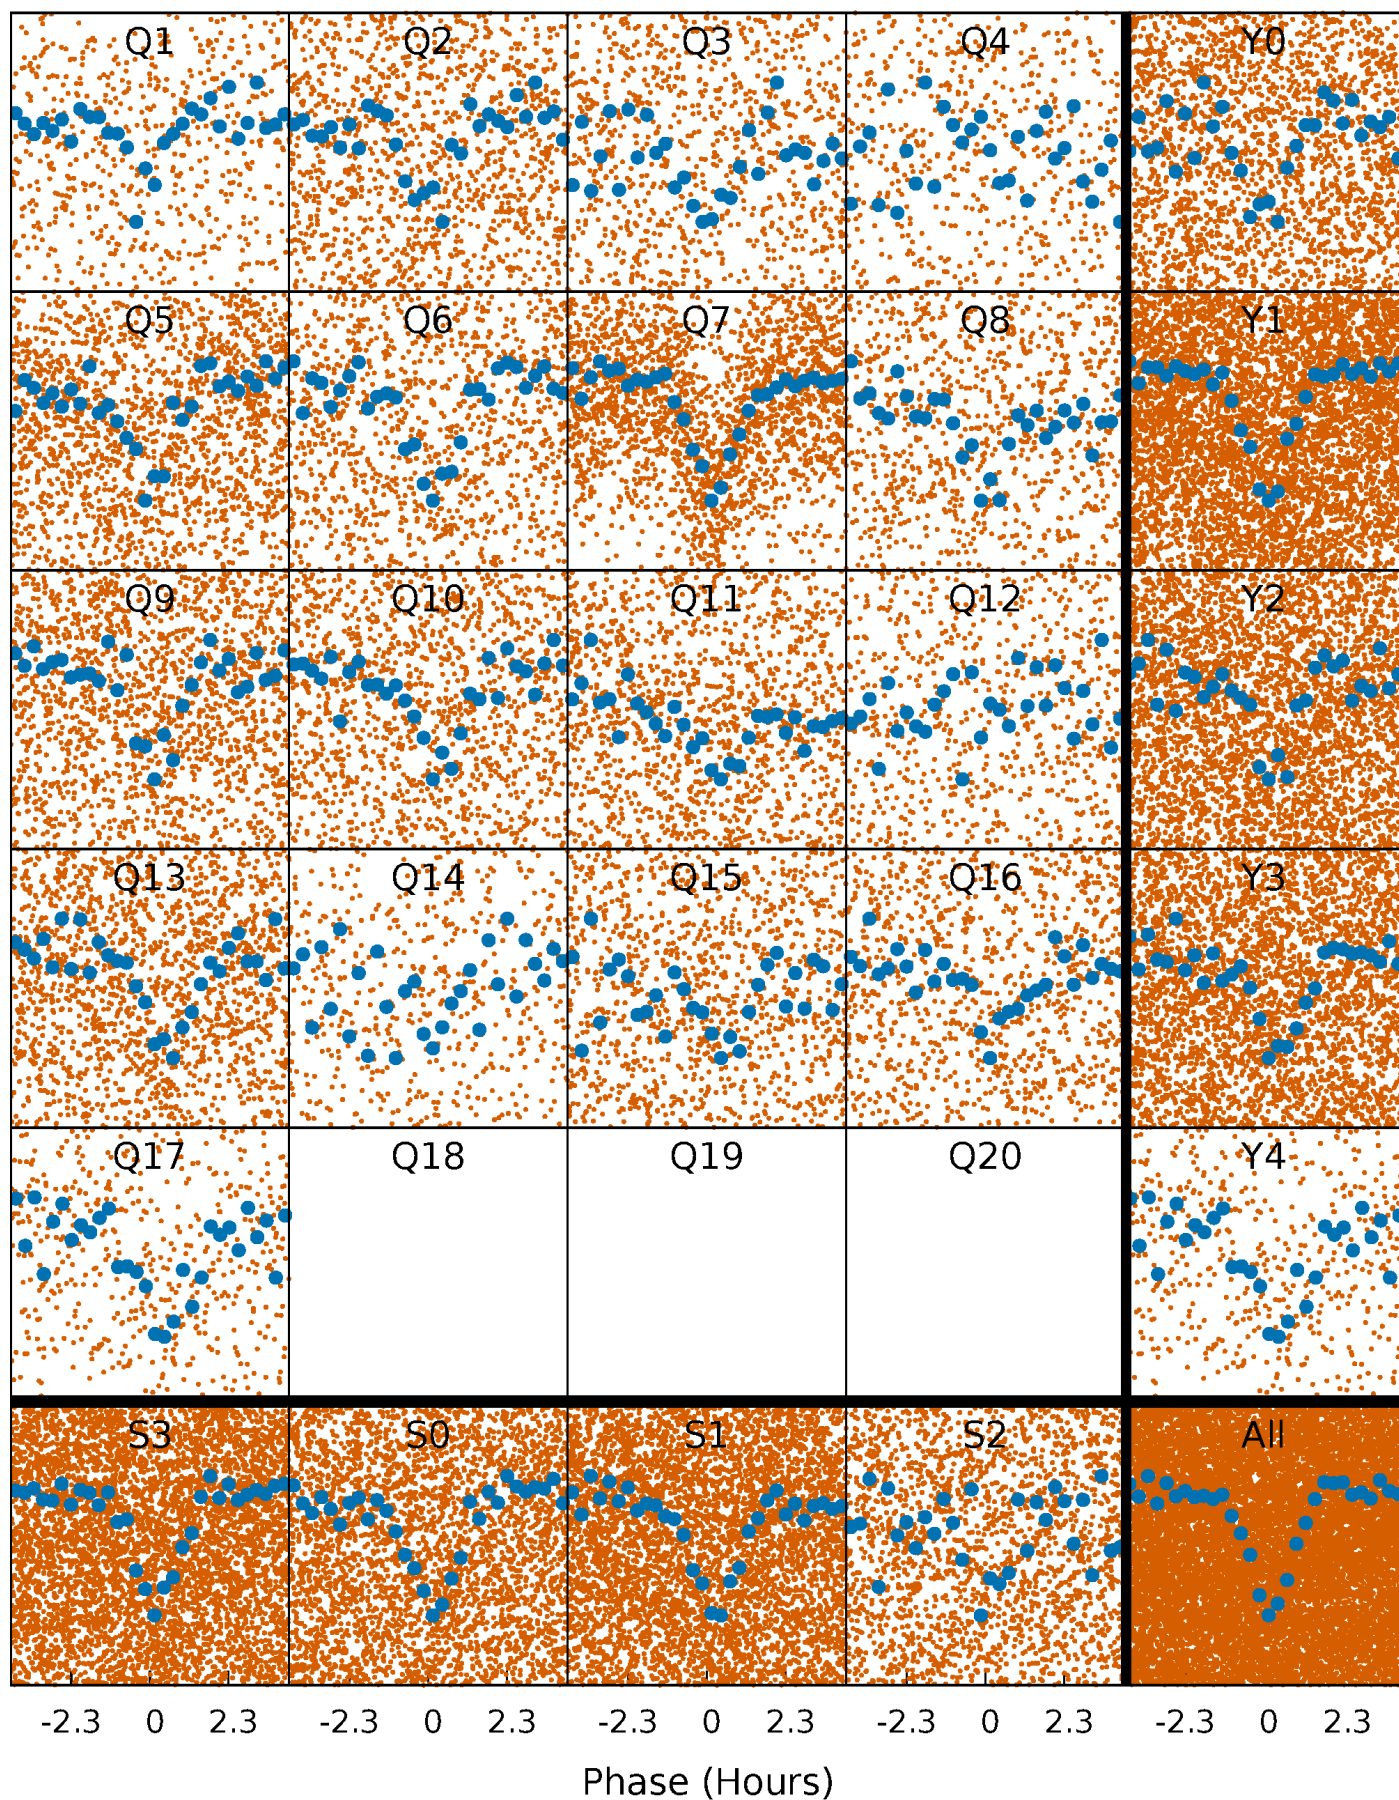 Q1 Q2 Q3 Q4 Y0
Q5 Q6 Q7 Q8 Y1
Q9 Q10 Q11 Q12 Y2
Q13 Q14 Q15 Q16 Y3
Q17 Q18 Q19 Q20 Y4
S3 S0 S1 S2 All
-2.3 0 2.3 -2.3 0 2.3 -2.3 0 2.3 -2.3 0 2.3 -2.3 0 2.3
Phase (Hours)